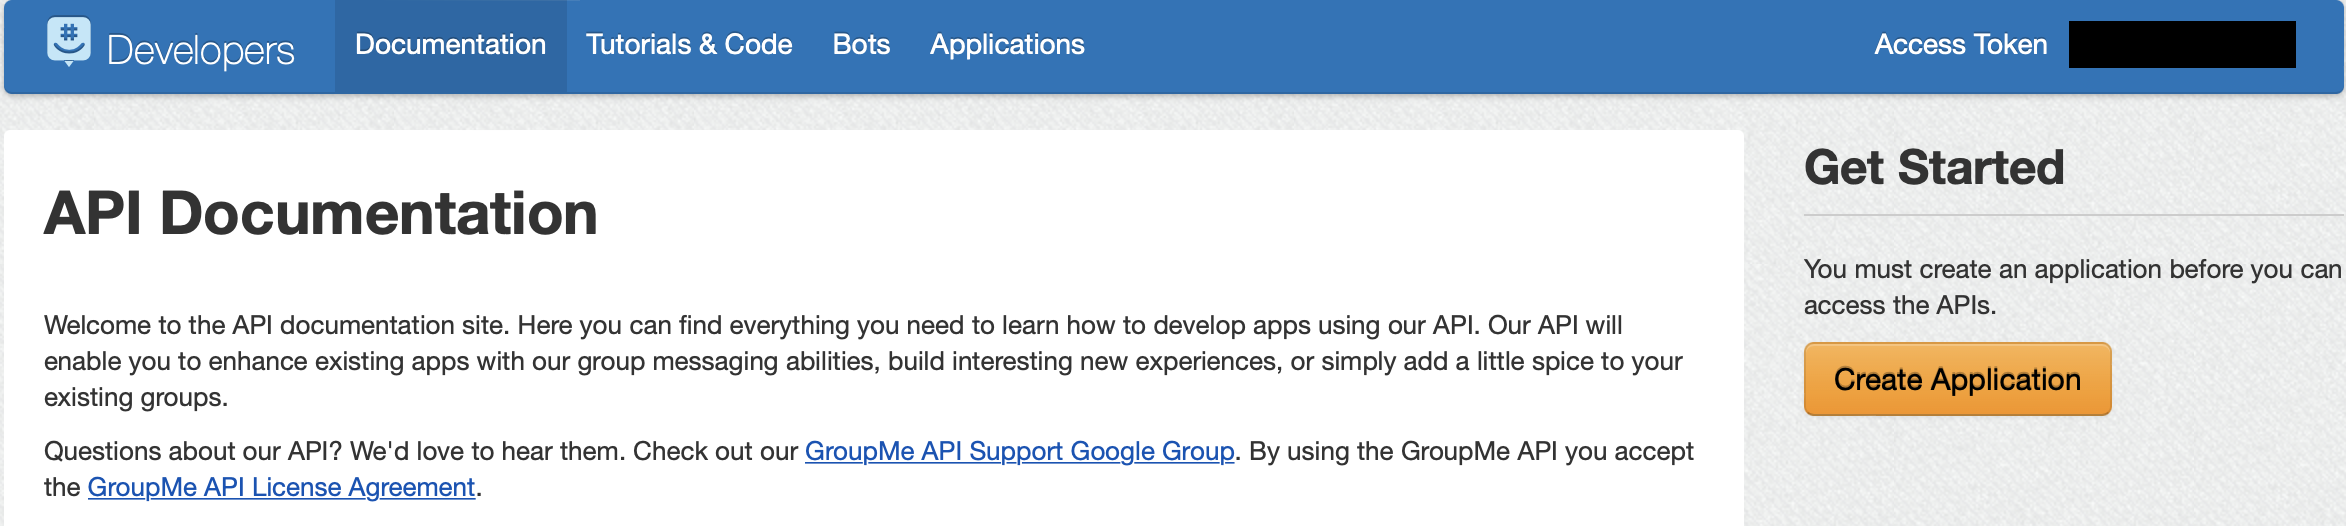 Developers Documentation Tutorials & Code Bots Applications Access Token
API Documentation
Welcome to the API documentation site. Here you can find everything you need to learn how to develop apps using our API. Our API will
enable you to enhance existing apps with our group messaging abilities, build interesting new experiences, or simply add a little spice to your
existing groups.
Questions about our API? We'd love to hear them. Check out our GroupMe API Support Google Group. By using the GroupMe API you accept
the GroupMe API License Agreement.
Get Started
You must create an application before you can
access the APIs.
Create Application